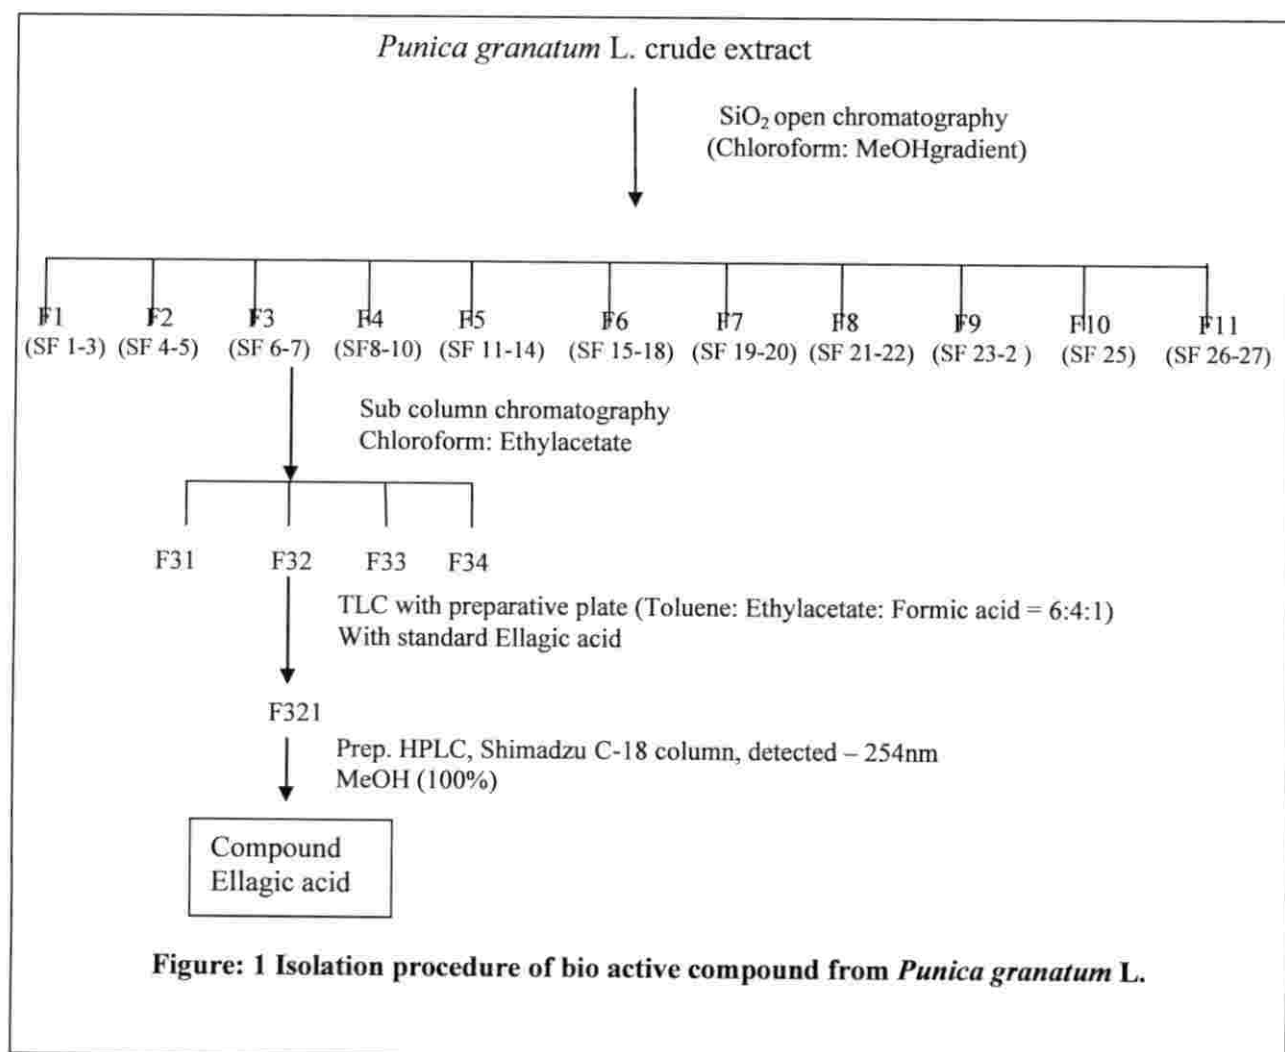 Punica granatum L. crude extract
SiO₂ open chromatography
(Chloroform: MeOHgradient)
F1 F2 F3 F4 F5 F6 F7 F8 F9 F10 F11
(SF 1-3) (SF 4-5) (SF 6-7) (SF8-10) (SF 11-14) (SF 15-18) (SF 19-20) (SF 21-22) (SF 23-2 ) (SF 25) (SF 26-27)
Sub column chromatography
Chloroform: Ethylacetate
F31 F32 F33 F34
TLC with preparative plate (Toluene: Ethylacetate: Formic acid = 6:4:1)
With standard Ellagic acid
F321
Prep. HPLC, Shimadzu C-18 column, detected – 254nm
MeOH (100%)
Compound
Ellagic acid
Figure: 1 Isolation procedure of bio active compound from Punica granatum L.